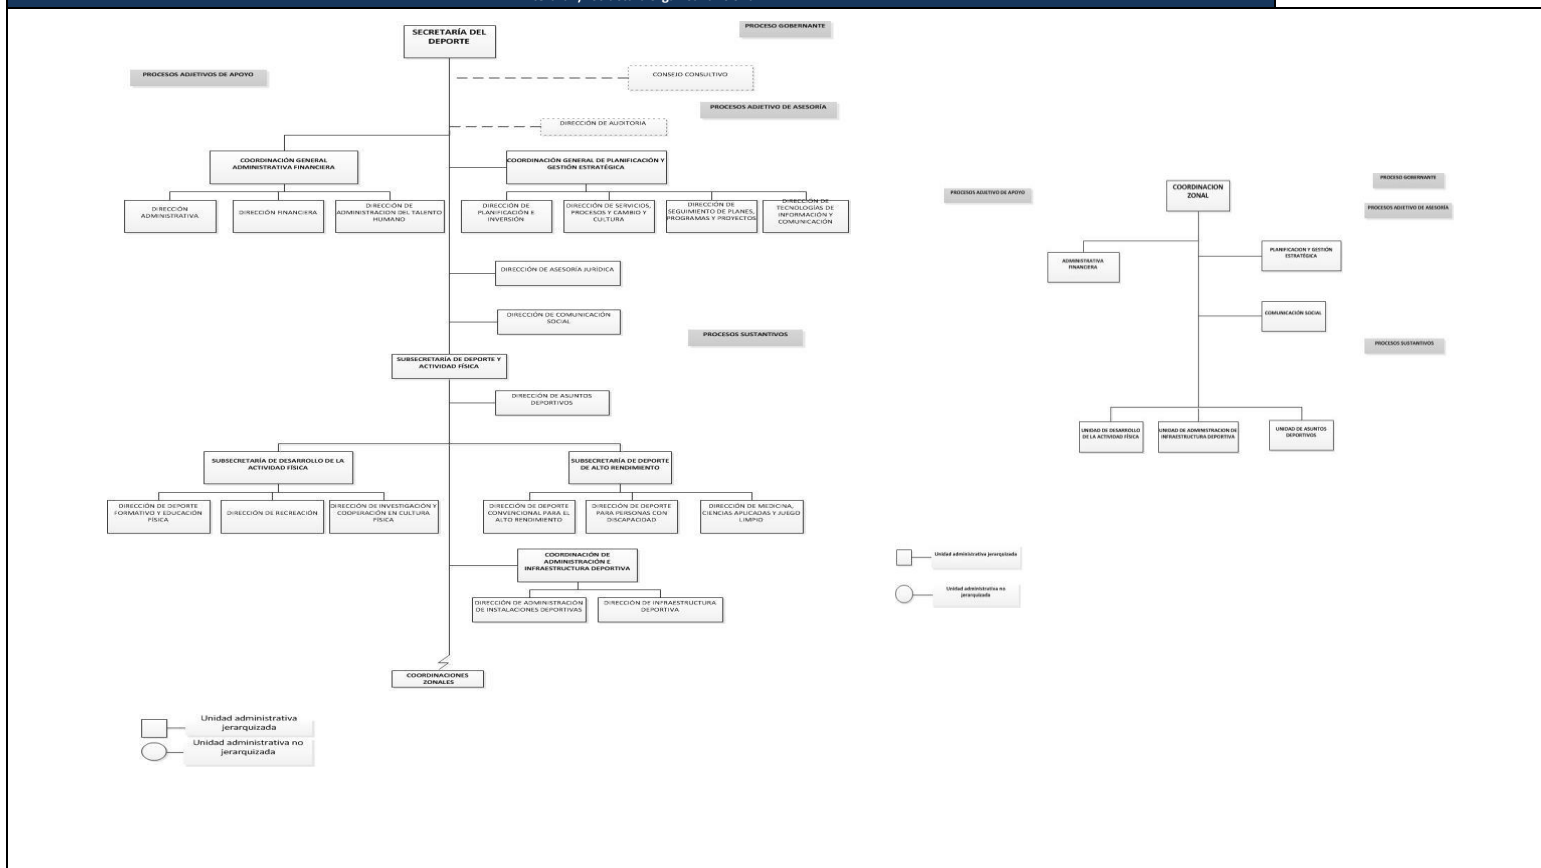 SECRETARÍA DEL
DEPORTE
PROCESO GOBERNANTE
PROCESOS ADJETIVOS DE APOYO
CONSEJO CONSULTIVO
PROCESOS ADJETIVO DE ASESORÍA
DIRECCIÓN DE AUDITORIA
COORDINACIÓN GENERAL
ADMINISTRATIVA FINANCIERA
COORDINACIÓN GENERAL DE PLANIFICACIÓN Y
GESTIÓN ESTRATÉGICA
DIRECCIÓN
ADMINISTRATIVA
DIRECCIÓN FINANCIERA
DIRECCIÓN DE
ADMINISTRACION DEL TALENTO
HUMANO
DIRECCIÓN DE
PLANIFICACIÓN E
INVERSIÓN
DIRECCIÓN DE SERVICIOS,
PROCESOS Y CAMBIO Y
CULTURA
DIRECCIÓN DE
SEGUIMIENTO DE PLANES,
PROGRAMAS Y PROYECTOS
DIRECCIÓN DE
TECNOLOGÍAS DE
INFORMACIÓN Y
COMUNICACIÓN
DIRECCIÓN DE ASESORÍA JURÍDICA
DIRECCIÓN DE COMUNICACIÓN
SOCIAL
PROCESOS SUSTANTIVOS
SUBSECRETARÍA DE DEPORTE Y
ACTIVIDAD FÍSICA
DIRECCIÓN DE ASUNTOS
DEPORTIVOS
SUBSECRETARÍA DE DESARROLLO DE LA
ACTIVIDAD FÍSICA
SUBSECRETARÍA DE DEPORTE
DE ALTO RENDIMIENTO
DIRECCIÓN DE DEPORTE
FORMATIVO Y EDUCACIÓN
FÍSICA
DIRECCIÓN DE RECREACIÓN
DIRECCIÓN DE INVESTIGACIÓN Y
COOPERACIÓN EN CULTURA
FÍSICA
DIRECCIÓN DE DEPORTE
CONVENCIONAL PARA EL
ALTO RENDIMIENTO
DIRECCIÓN DE DEPORTE
PARA PERSONAS CON
DISCAPACIDAD
DIRECCIÓN DE MEDICINA,
CIENCIAS APLICADAS Y JUEGO
LIMPIO
COORDINACIÓN DE
ADMINISTRACIÓN E
INFRAESTRUCTURA DEPORTIVA
DIRECCIÓN DE ADMINISTRACIÓN
DE INSTALACIONES DEPORTIVAS
DIRECCIÓN DE INFRAESTRUCTURA
DEPORTIVA
COORDINACIONES
ZONALES
Unidad administrativa
jerarquizada
Unidad administrativa no
jerarquizada
PROCESO GOBERNANTE
COORDINACION
ZONAL
PROCESOS ADJETIVO DE APOYO
PROCESOS ADJETIVO DE ASESORÍA
ADMINISTRATIVA
FINANCIERA
PLANIFICACION Y GESTIÓN
ESTRATÉGICA
COMUNICACIÓN SOCIAL
PROCESOS SUSTANTIVOS
UNIDAD DE DESARROLLO
DE LA ACTIVIDAD FÍSICA
UNIDAD DE ADMINISTRACION DE
INFRAESTRUCTURA DEPORTIVA
UNIDAD DE ASUNTOS
DEPORTIVOS
Unidad administrativa jerarquizada
Unidad administrativa no
jerarquizada